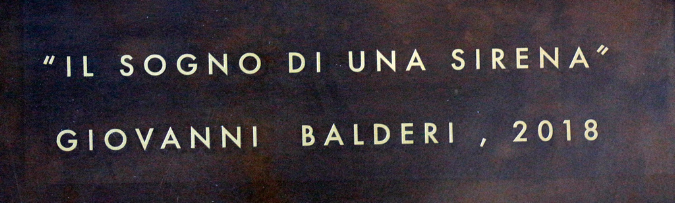 "IL SOGNO DI UNA SIRENA"
GIOVANNI BALDERI, 2018